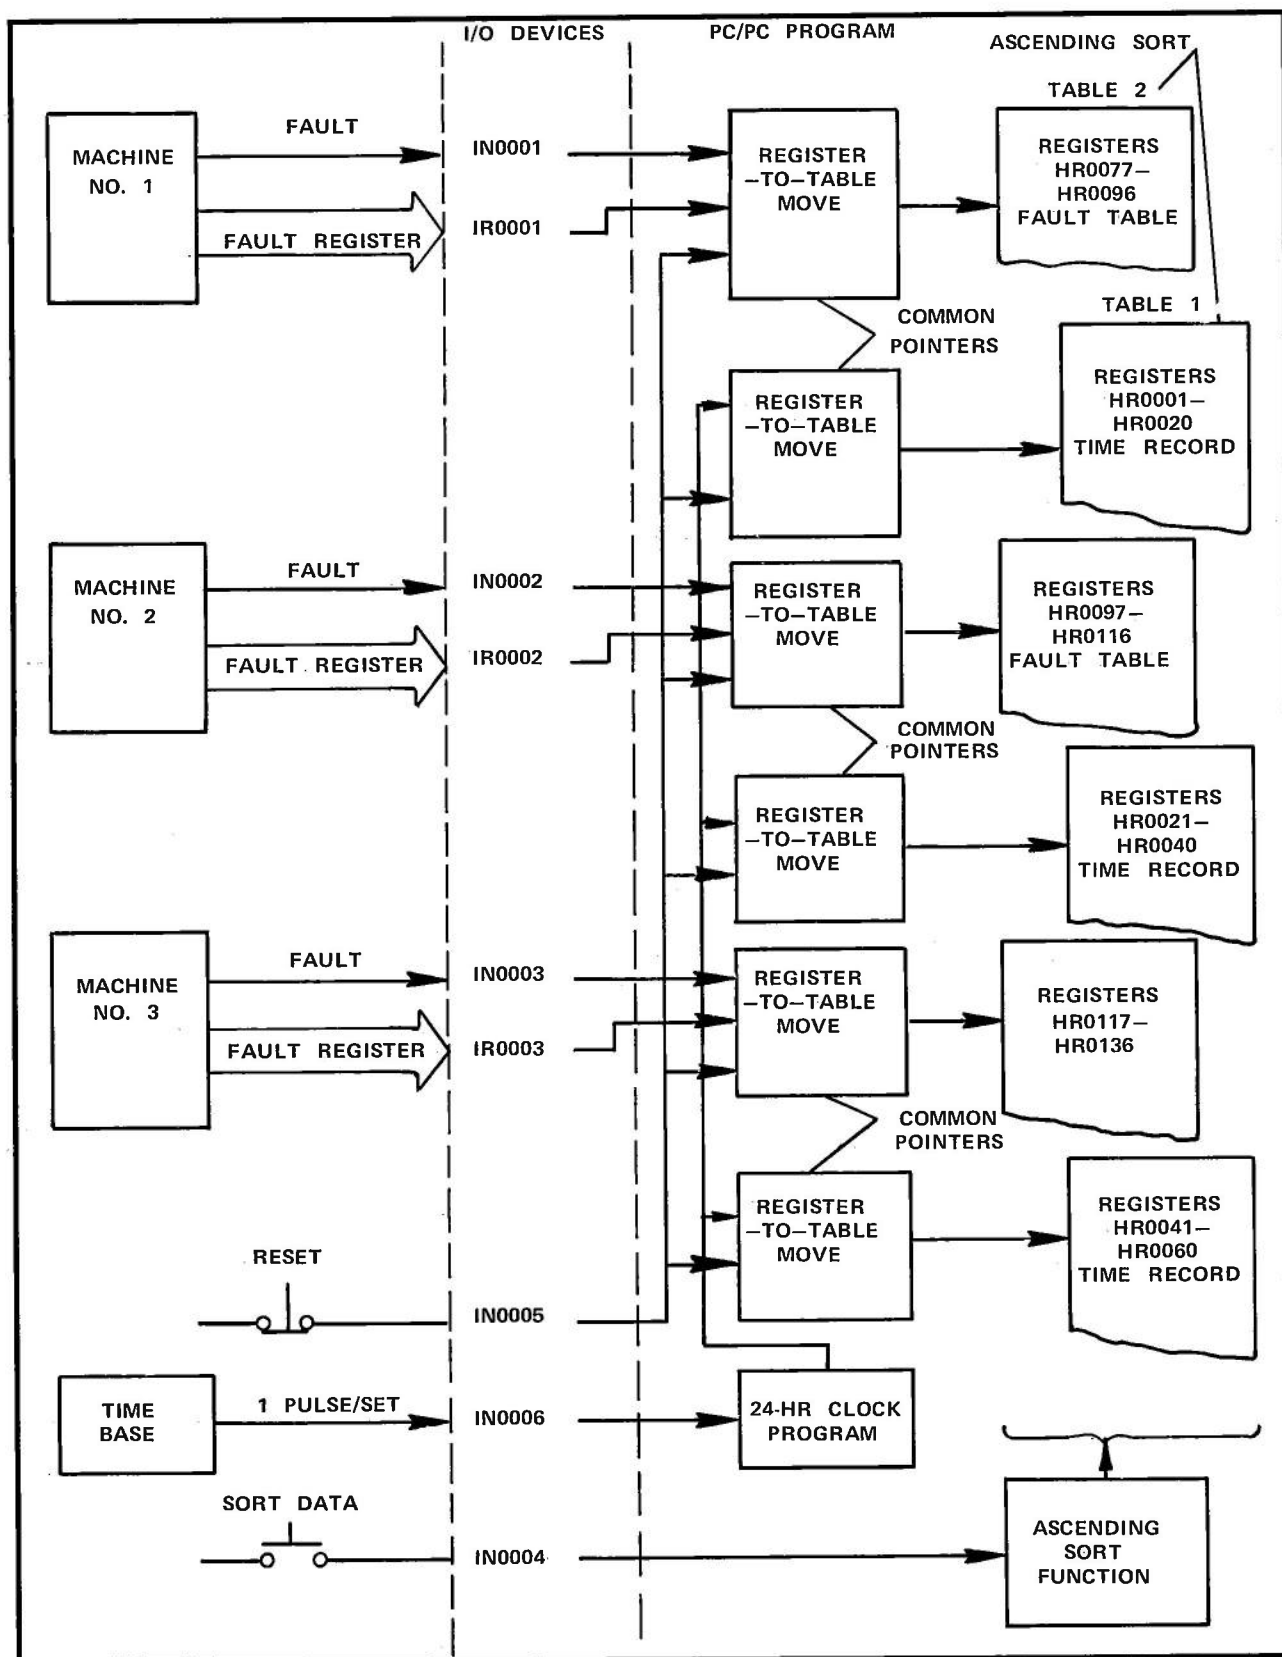 I/O DEVICES
PC/PC PROGRAM
ASCENDING SORT
TABLE 2
MACHINE
NO. 1
FAULT
FAULT REGISTER
IN0001
IR0001
REGISTER
–TO–TABLE
MOVE
REGISTERS
HR0077–
HR0096
FAULT TABLE
COMMON
POINTERS
TABLE 1
REGISTER
–TO–TABLE
MOVE
REGISTERS
HR0001–
HR0020
TIME RECORD
MACHINE
NO. 2
FAULT
FAULT REGISTER
IN0002
IR0002
REGISTER
–TO–TABLE
MOVE
REGISTERS
HR0097–
HR0116
FAULT TABLE
COMMON
POINTERS
REGISTER
–TO–TABLE
MOVE
REGISTERS
HR0021–
HR0040
TIME RECORD
MACHINE
NO. 3
FAULT
FAULT REGISTER
IN0003
IR0003
REGISTER
–TO–TABLE
MOVE
REGISTERS
HR0117–
HR0136
COMMON
POINTERS
REGISTER
–TO–TABLE
MOVE
REGISTERS
HR0041–
HR0060
TIME RECORD
RESET
IN0005
TIME
BASE
1 PULSE/SET
IN0006
24-HR CLOCK
PROGRAM
SORT DATA
IN0004
ASCENDING
SORT
FUNCTION